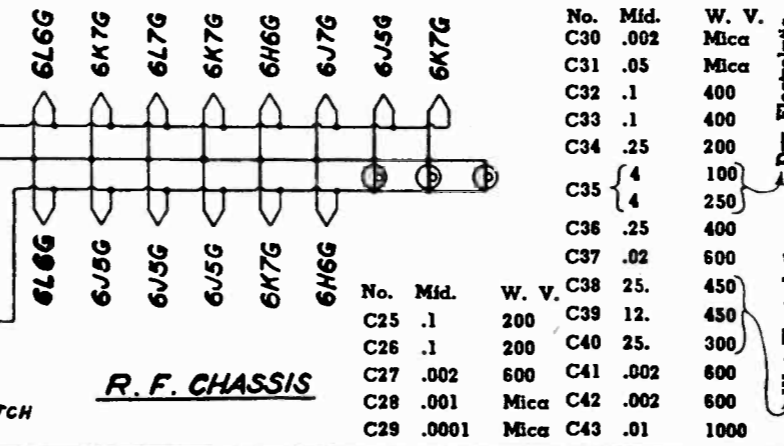 6L6G 6K7G 6L7G 6K7G 6H6G 6J7G 6J5G 6K7G
6L6G 6J5G 6J5G 6J5G 6K7G 6H6G
R. F. CHASSIS
TCH
No. Mfd. W. V.
C25 .1 200
C26 .1 200
C27 .002 600
C28 .001 Mica
C29 .0001 Mica
No. Mfd. W. V.
C30 .002 Mica
C31 .05 Mica
C32 .1 400
C33 .1 400
C34 .25 200
C35 4 100
4 250
C36 .25 400
C37 .02 600
C38 25. 450
C39 12. 450
C40 25. 300
C41 .002 600
C42 .002 600
C43 .01 1000